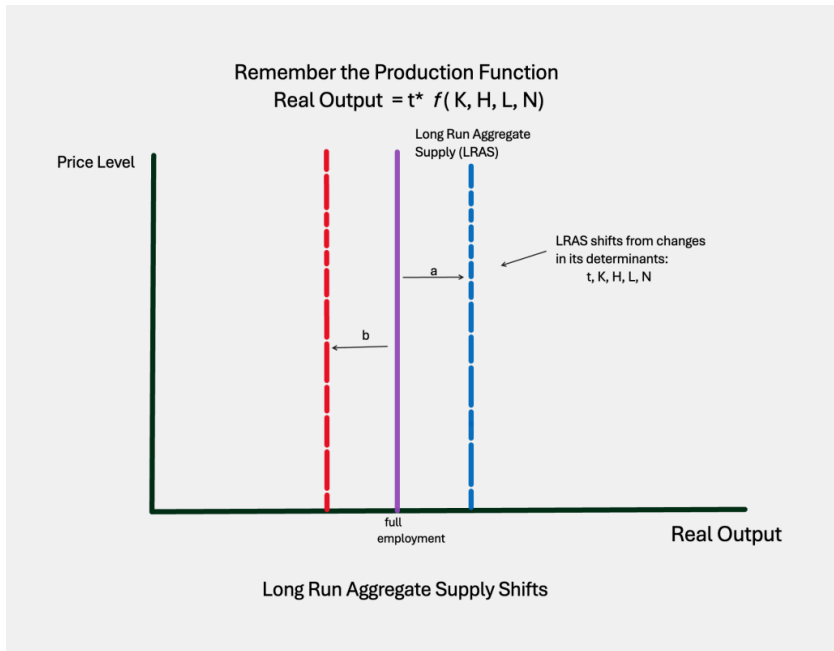 Remember the Production Function
Real Output = t* f( K, H, L, N)
Long Run Aggregate
Supply (LRAS)
Price Level
LRAS shifts from changes
in its determinants:
t, K, H, L, N
a
b
full
employment
Real Output
Long Run Aggregate Supply Shifts